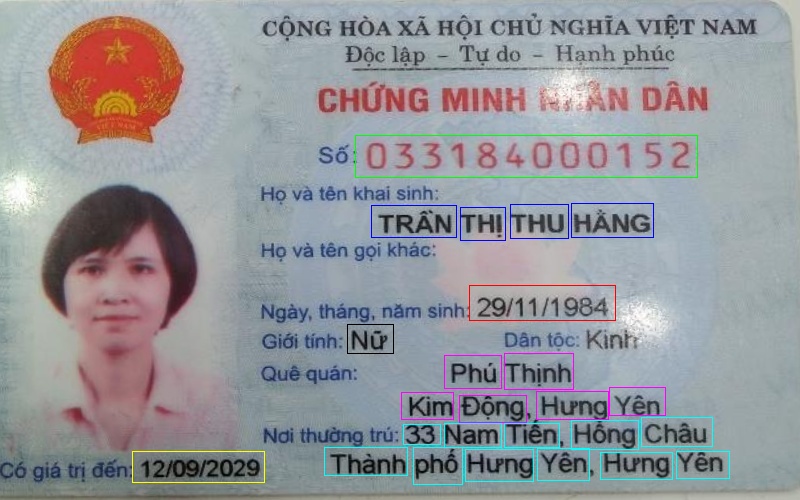 CỘNG HÒA XÃ HỘI CHỦ NGHĨA VIỆT NAM
Độc lập - Tự do - Hạnh phúc
CHỨNG MINH NHÂN DÂN
Số: 033184000152
Họ và tên khai sinh:
TRẦN THỊ THU HẰNG
Họ và tên gọi khác:
Ngày, tháng, năm sinh: 29/11/1984
Giới tính: Nữ Dân tộc: Kinh
Quê quán: Phú Thịnh
Kim Động, Hưng Yên
Nơi thường trú: 33 Nam Tiến, Hồng Châu
Có giá trị đến: 12/09/2029 Thành phố Hưng Yên, Hưng Yên